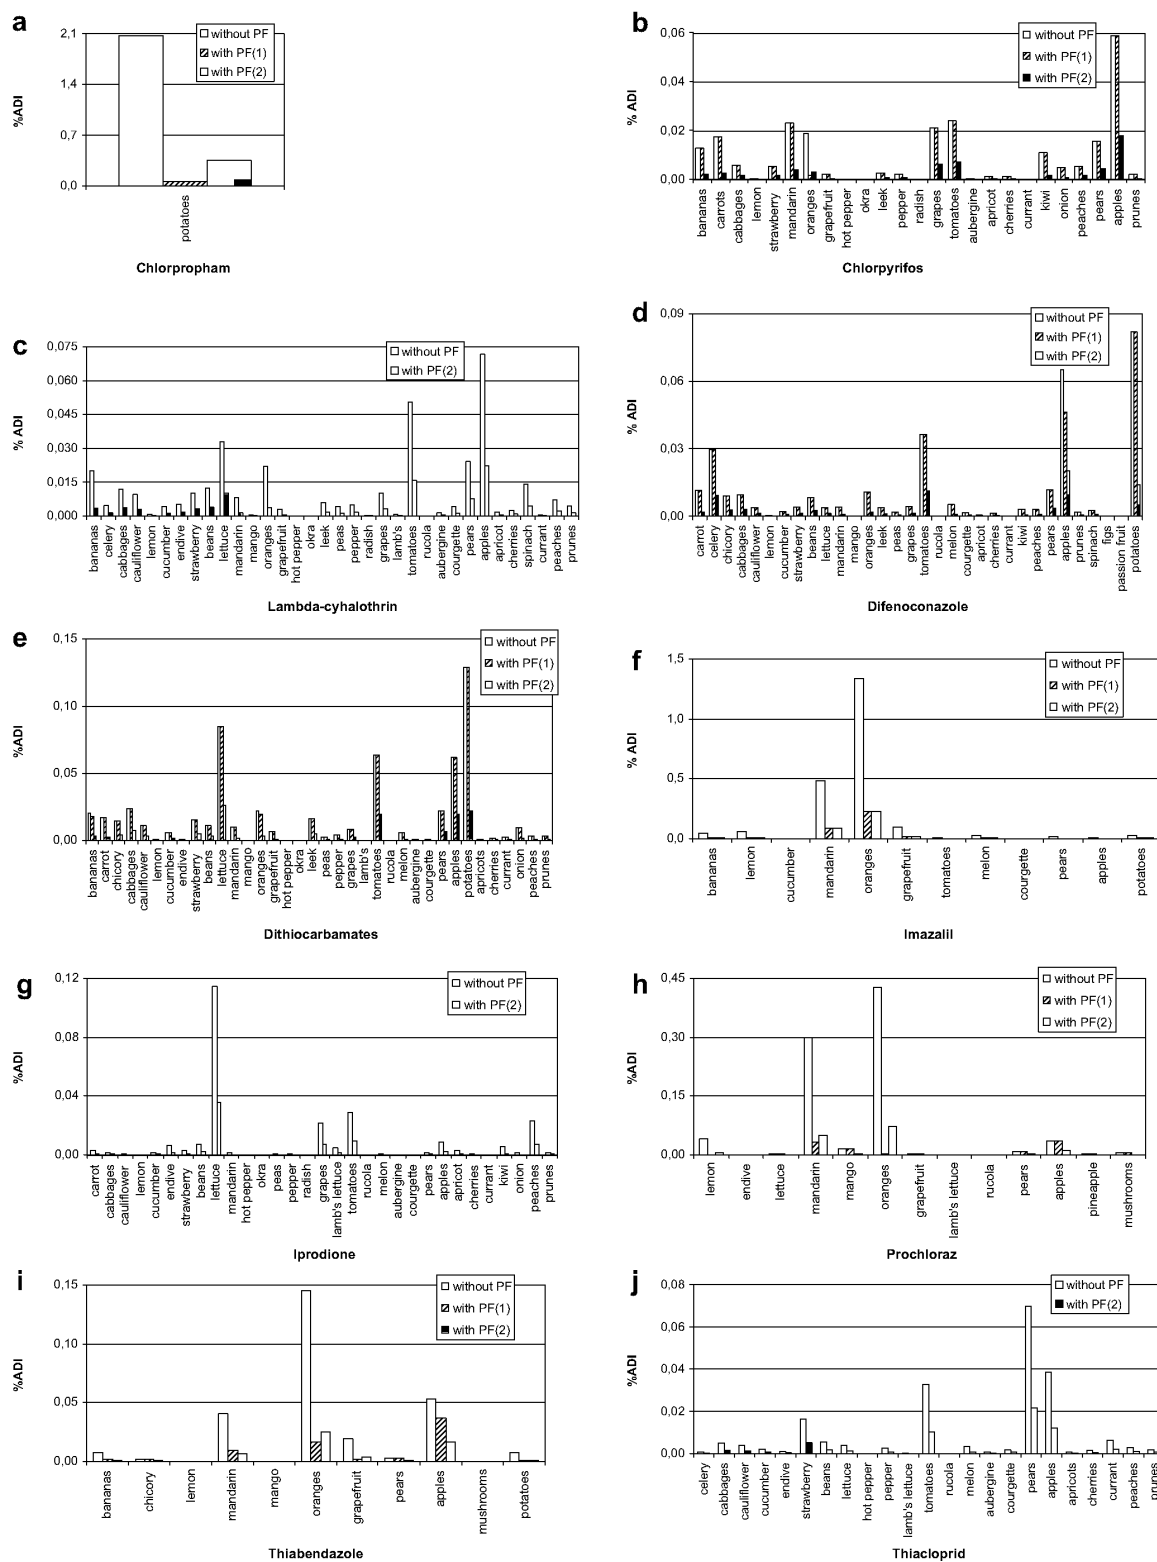 a
2,1
1,4
0,7
0,0
%ADI
without PF
with PF(1)
with PF(2)
potatoes
Chlorpropham
b
0,06
0,04
0,02
0,00
% ADI
without PF
with PF(1)
with PF(2)
bananas
carrots
cabbages
lemon
strawberry
mandarin
oranges
grapefruit
hot pepper
okra
leek
pepper
radish
grapes
tomatoes
aubergine
apricot
cherries
currant
kiwi
onion
peaches
pears
apples
prunes
Chlorpyrifos
c
0,075
0,060
0,045
0,030
0,015
0,000
% ADI
without PF
with PF(2)
bananas
celery
cabbages
cauliflower
lemon
cucumber
endive
strawberry
beans
lettuce
mandarin
mango
oranges
grapefruit
hot pepper
okra
leek
peas
pepper
radish
grapes
lamb's
tomatoes
rucola
aubergine
courgette
pears
apples
apricot
cherries
spinach
currant
peaches
prunes
Lambda-cyhalothrin
d
0,09
0,06
0,03
0,00
% ADI
without PF
with PF(1)
with PF(2)
carrot
celery
chicory
cabbages
cauliflower
lemon
cucumber
strawberry
beans
lettuce
mandarin
mango
oranges
leek
peas
grapes
tomatoes
rucola
melon
courgette
apricot
cherries
currant
kiwi
peaches
pears
apples
prunes
spinach
figs
passion fruit
potatoes
Difenoconazole
e
0,15
0,10
0,05
0,00
%ADI
without PF
with PF(1)
with PF(2)
bananas
carrot
chicory
cabbages
cauliflower
lemon
cucumber
endive
strawberry
beans
lettuce
mandarin
mango
oranges
grapefruit
hot pepper
okra
leek
peas
pepper
grapes
lamb's
tomatoes
rucola
melon
aubergine
courgette
pears
apples
potatoes
apricots
cherries
currant
onion
peaches
prunes
Dithiocarbamates
f
1,5
1,0
0,5
0,0
% ADI
without PF
with PF(1)
with PF(2)
bananas
lemon
cucumber
mandarin
oranges
grapefruit
tomatoes
melon
courgette
pears
apples
potatoes
Imazalil
g
0,12
0,08
0,04
0,00
%ADI
without PF
with PF(2)
carrot
cabbages
cauliflower
lemon
cucumber
endive
strawberry
beans
lettuce
mandarin
hot pepper
okra
peas
pepper
radish
grapes
lamb's lettuce
tomatoes
rucola
melon
aubergine
courgette
pears
apples
apricot
cherries
currant
kiwi
onion
peaches
prunes
Iprodione
h
0,45
0,30
0,15
0,00
%ADI
without PF
with PF(1)
with PF(2)
lemon
endive
lettuce
mandarin
mango
oranges
grapefruit
lamb's lettuce
rucola
pears
apples
pineapple
mushrooms
Prochloraz
i
0,15
0,10
0,05
0,00
%ADI
without PF
with PF(1)
with PF(2)
bananas
chicory
lemon
mandarin
mango
oranges
grapefruit
pears
apples
mushrooms
potatoes
Thiabendazole
j
0,08
0,06
0,04
0,02
0,00
%ADI
without PF
with PF(2)
celery
cabbages
cauliflower
cucumber
endive
strawberry
beans
lettuce
hot pepper
pepper
lamb's lettuce
tomatoes
rucola
melon
aubergine
courgette
pears
apples
apricots
cherries
currant
peaches
prunes
Thiacloprid